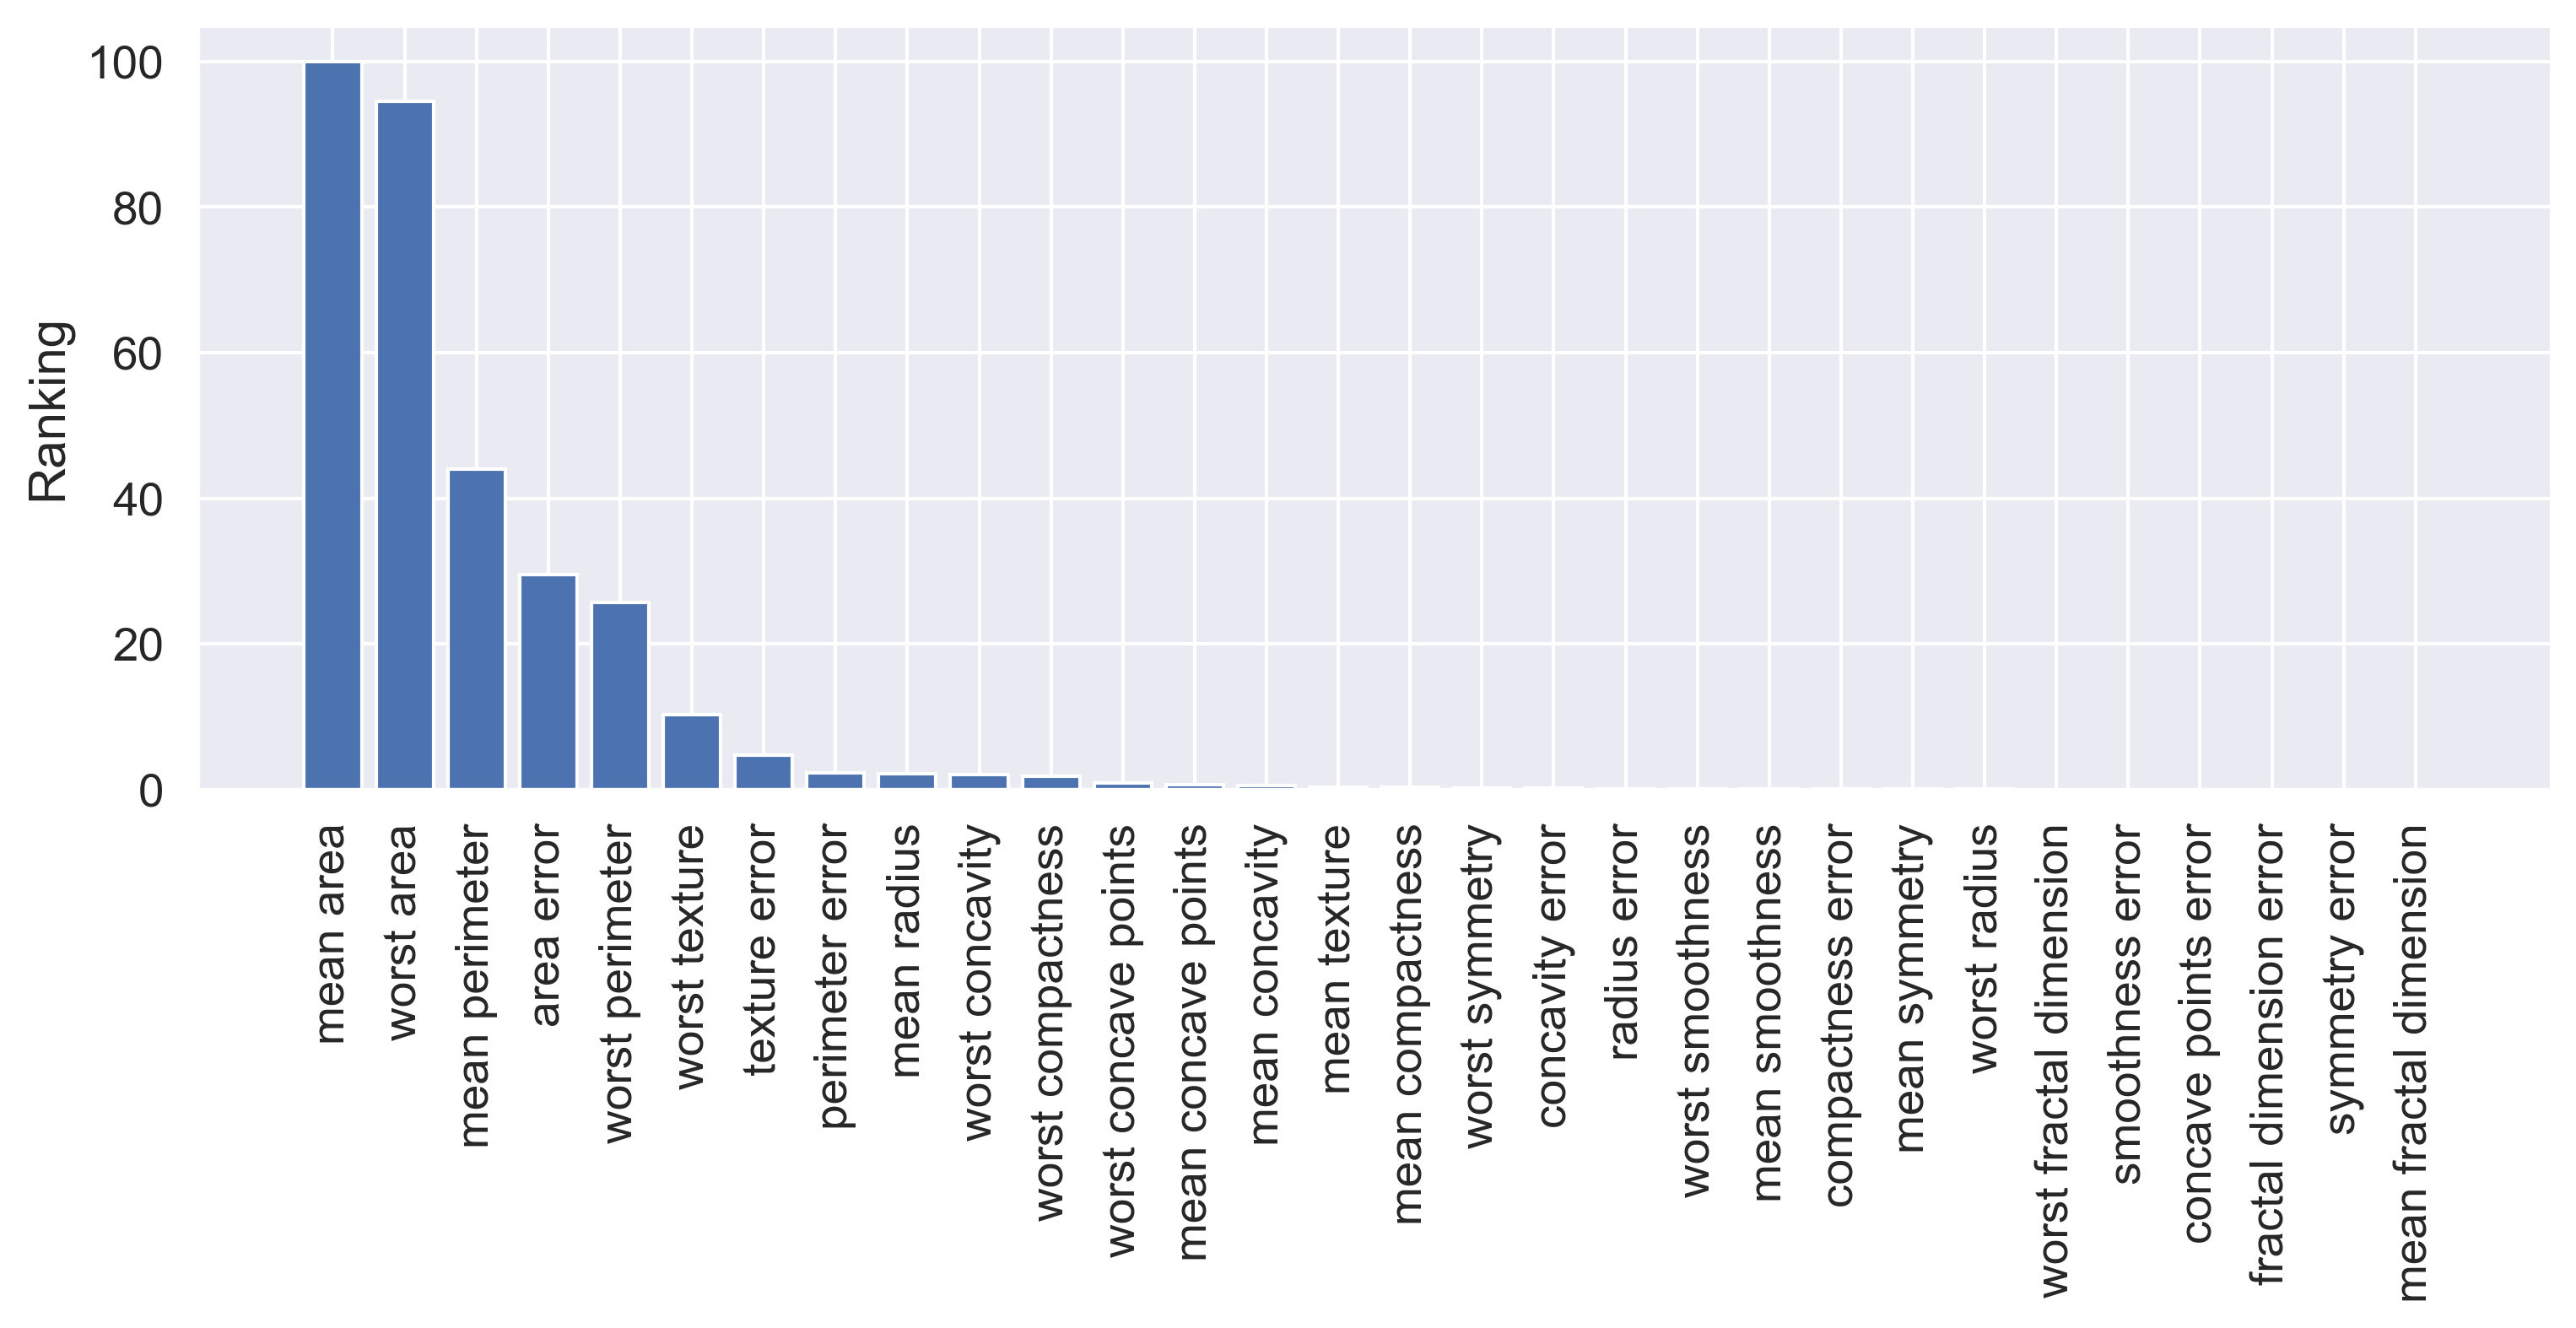 Ranking
100
80
60
40
20
0
mean area
worst area
mean perimeter
area error
worst perimeter
worst texture
texture error
perimeter error
mean radius
worst concavity
worst compactness
worst concave points
mean concave points
mean concavity
mean texture
mean compactness
worst symmetry
concavity error
radius error
worst smoothness
mean smoothness
compactness error
mean symmetry
worst radius
worst fractal dimension
smoothness error
concave points error
fractal dimension error
symmetry error
mean fractal dimension